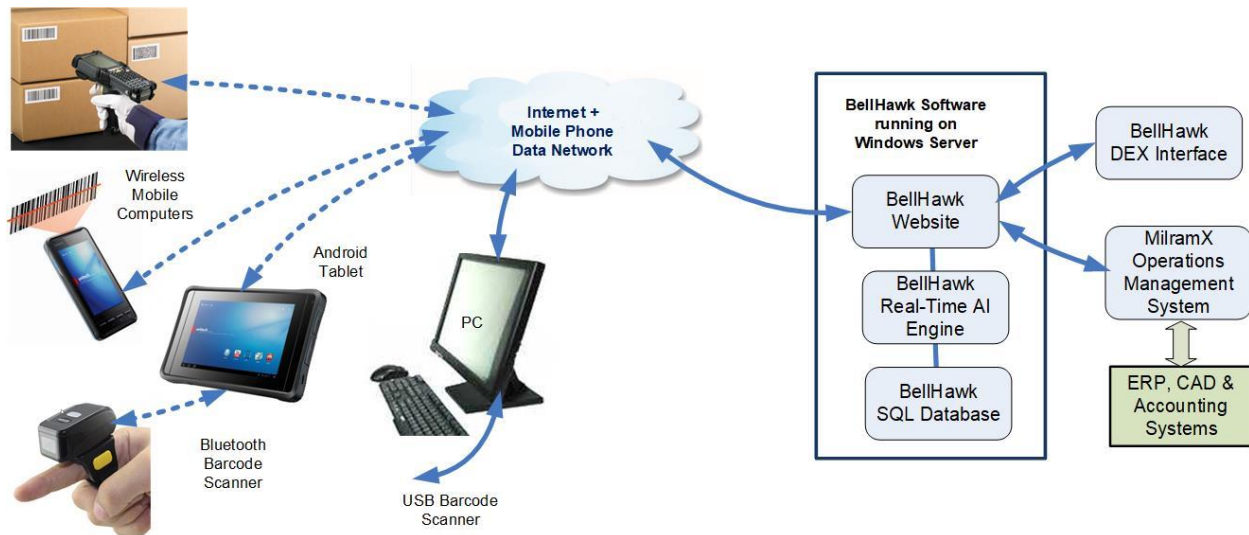 Internet +
Mobile Phone
Data Network
Wireless
Mobile
Computers
Android
Tablet
PC
Bluetooth
Barcode
Scanner
USB Barcode
Scanner
BellHawk Software
running on
Windows Server
BellHawk
Website
BellHawk
Real-Time AI
Engine
BellHawk
SQL Database
BellHawk
DEX Interface
MilramX
Operations
Management
System
ERP, CAD &
Accounting
Systems